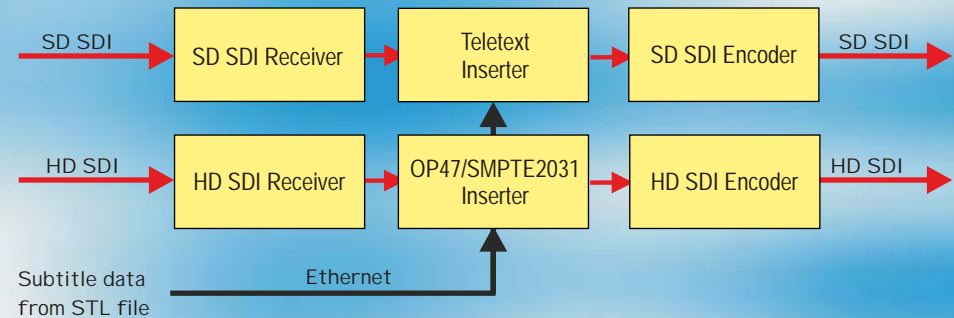 SD SDI
SD SDI Receiver
Teletext
Inserter
SD SDI Encoder
SD SDI
HD SDI
HD SDI Receiver
OP47/SMPTE2031
Inserter
HD SDI Encoder
HD SDI
Subtitle data
from STL file
Ethernet